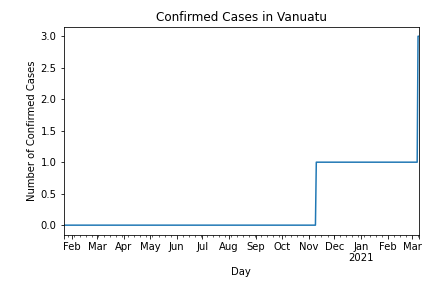 Confirmed Cases in Vanuatu
Number of Confirmed Cases
3.0
2.5
2.0
1.5
1.0
0.5
0.0
Feb Mar Apr May Jun Jul Aug Sep Oct Nov Dec Jan Feb Mar
2021
Day